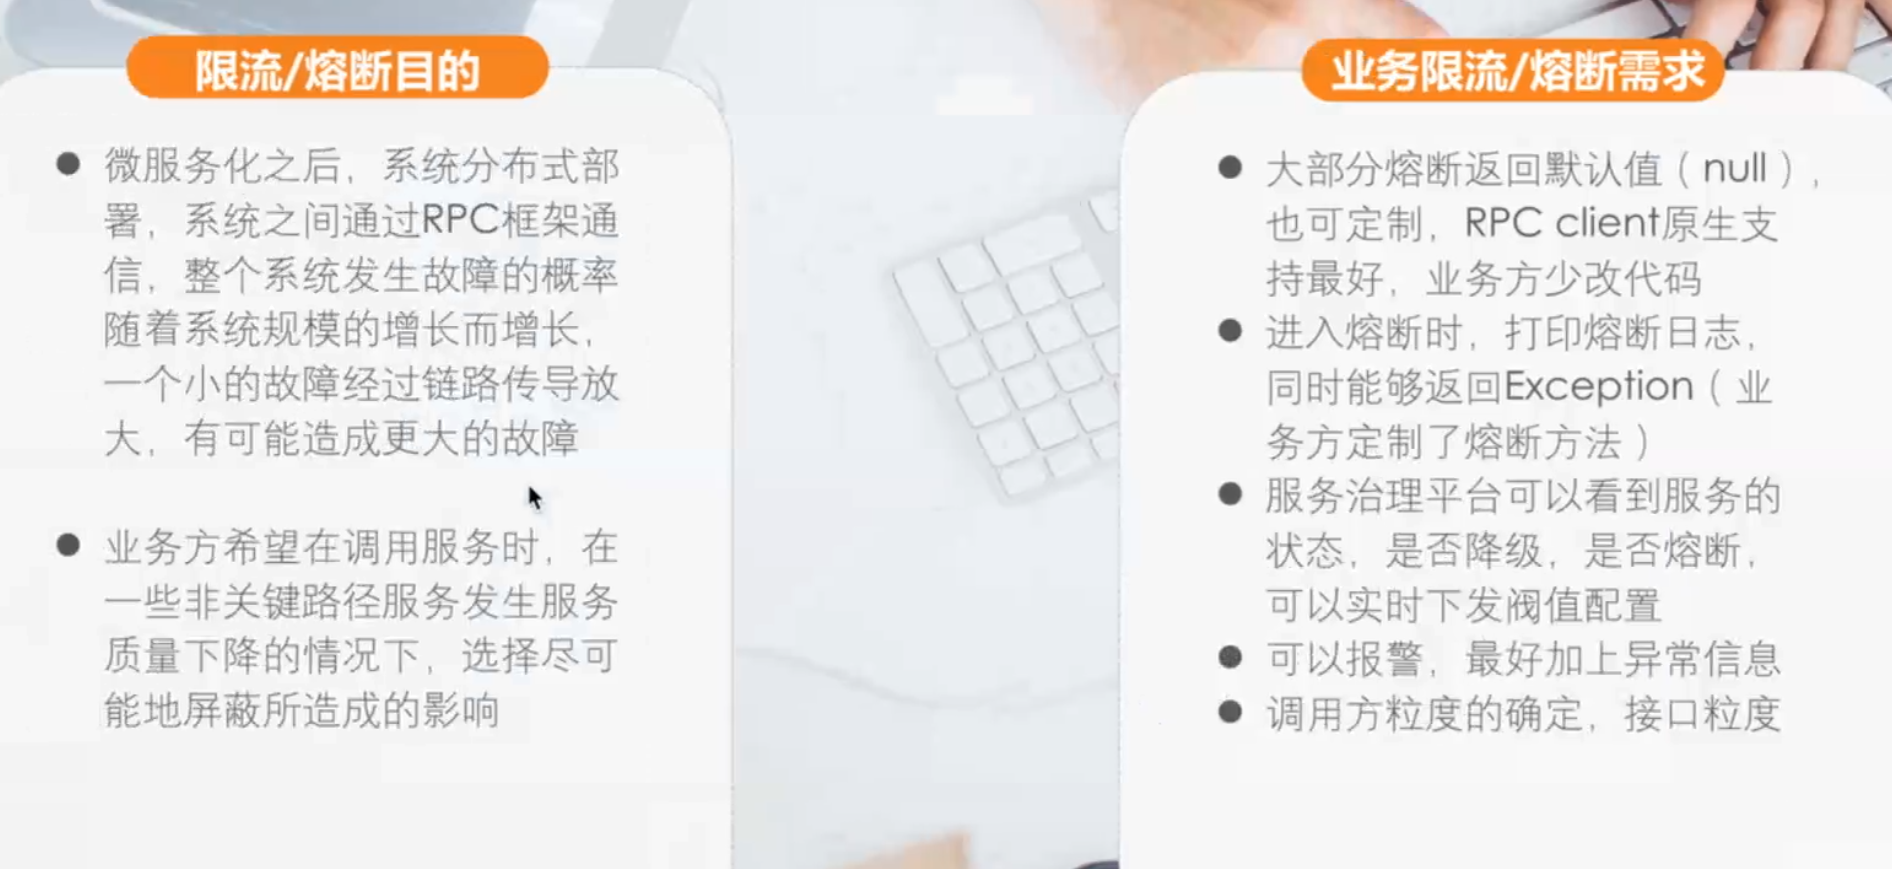 限流/熔断目的
● 微服务化之后，系统分布式部
署，系统之间通过RPC框架通
信，整个系统发生故障的概率
随着系统规模的增长而增长，
一个小的故障经过链路传导放
大，有可能造成更大的故障
● 业务方希望在调用服务时，在
一些非关键路径服务发生服务
质量下降的情况下，选择尽可
能地屏蔽所造成的影响
业务限流/熔断需求
● 大部分熔断返回默认值（null），
也可定制，RPC client原生支
持最好，业务方少改代码
● 进入熔断时，打印熔断日志，
同时能够返回Exception（业
务方定制了熔断方法）
● 服务治理平台可以看到服务的
状态，是否降级，是否熔断，
可以实时下发阀值配置
● 可以报警，最好加上异常信息
● 调用方粒度的确定，接口粒度